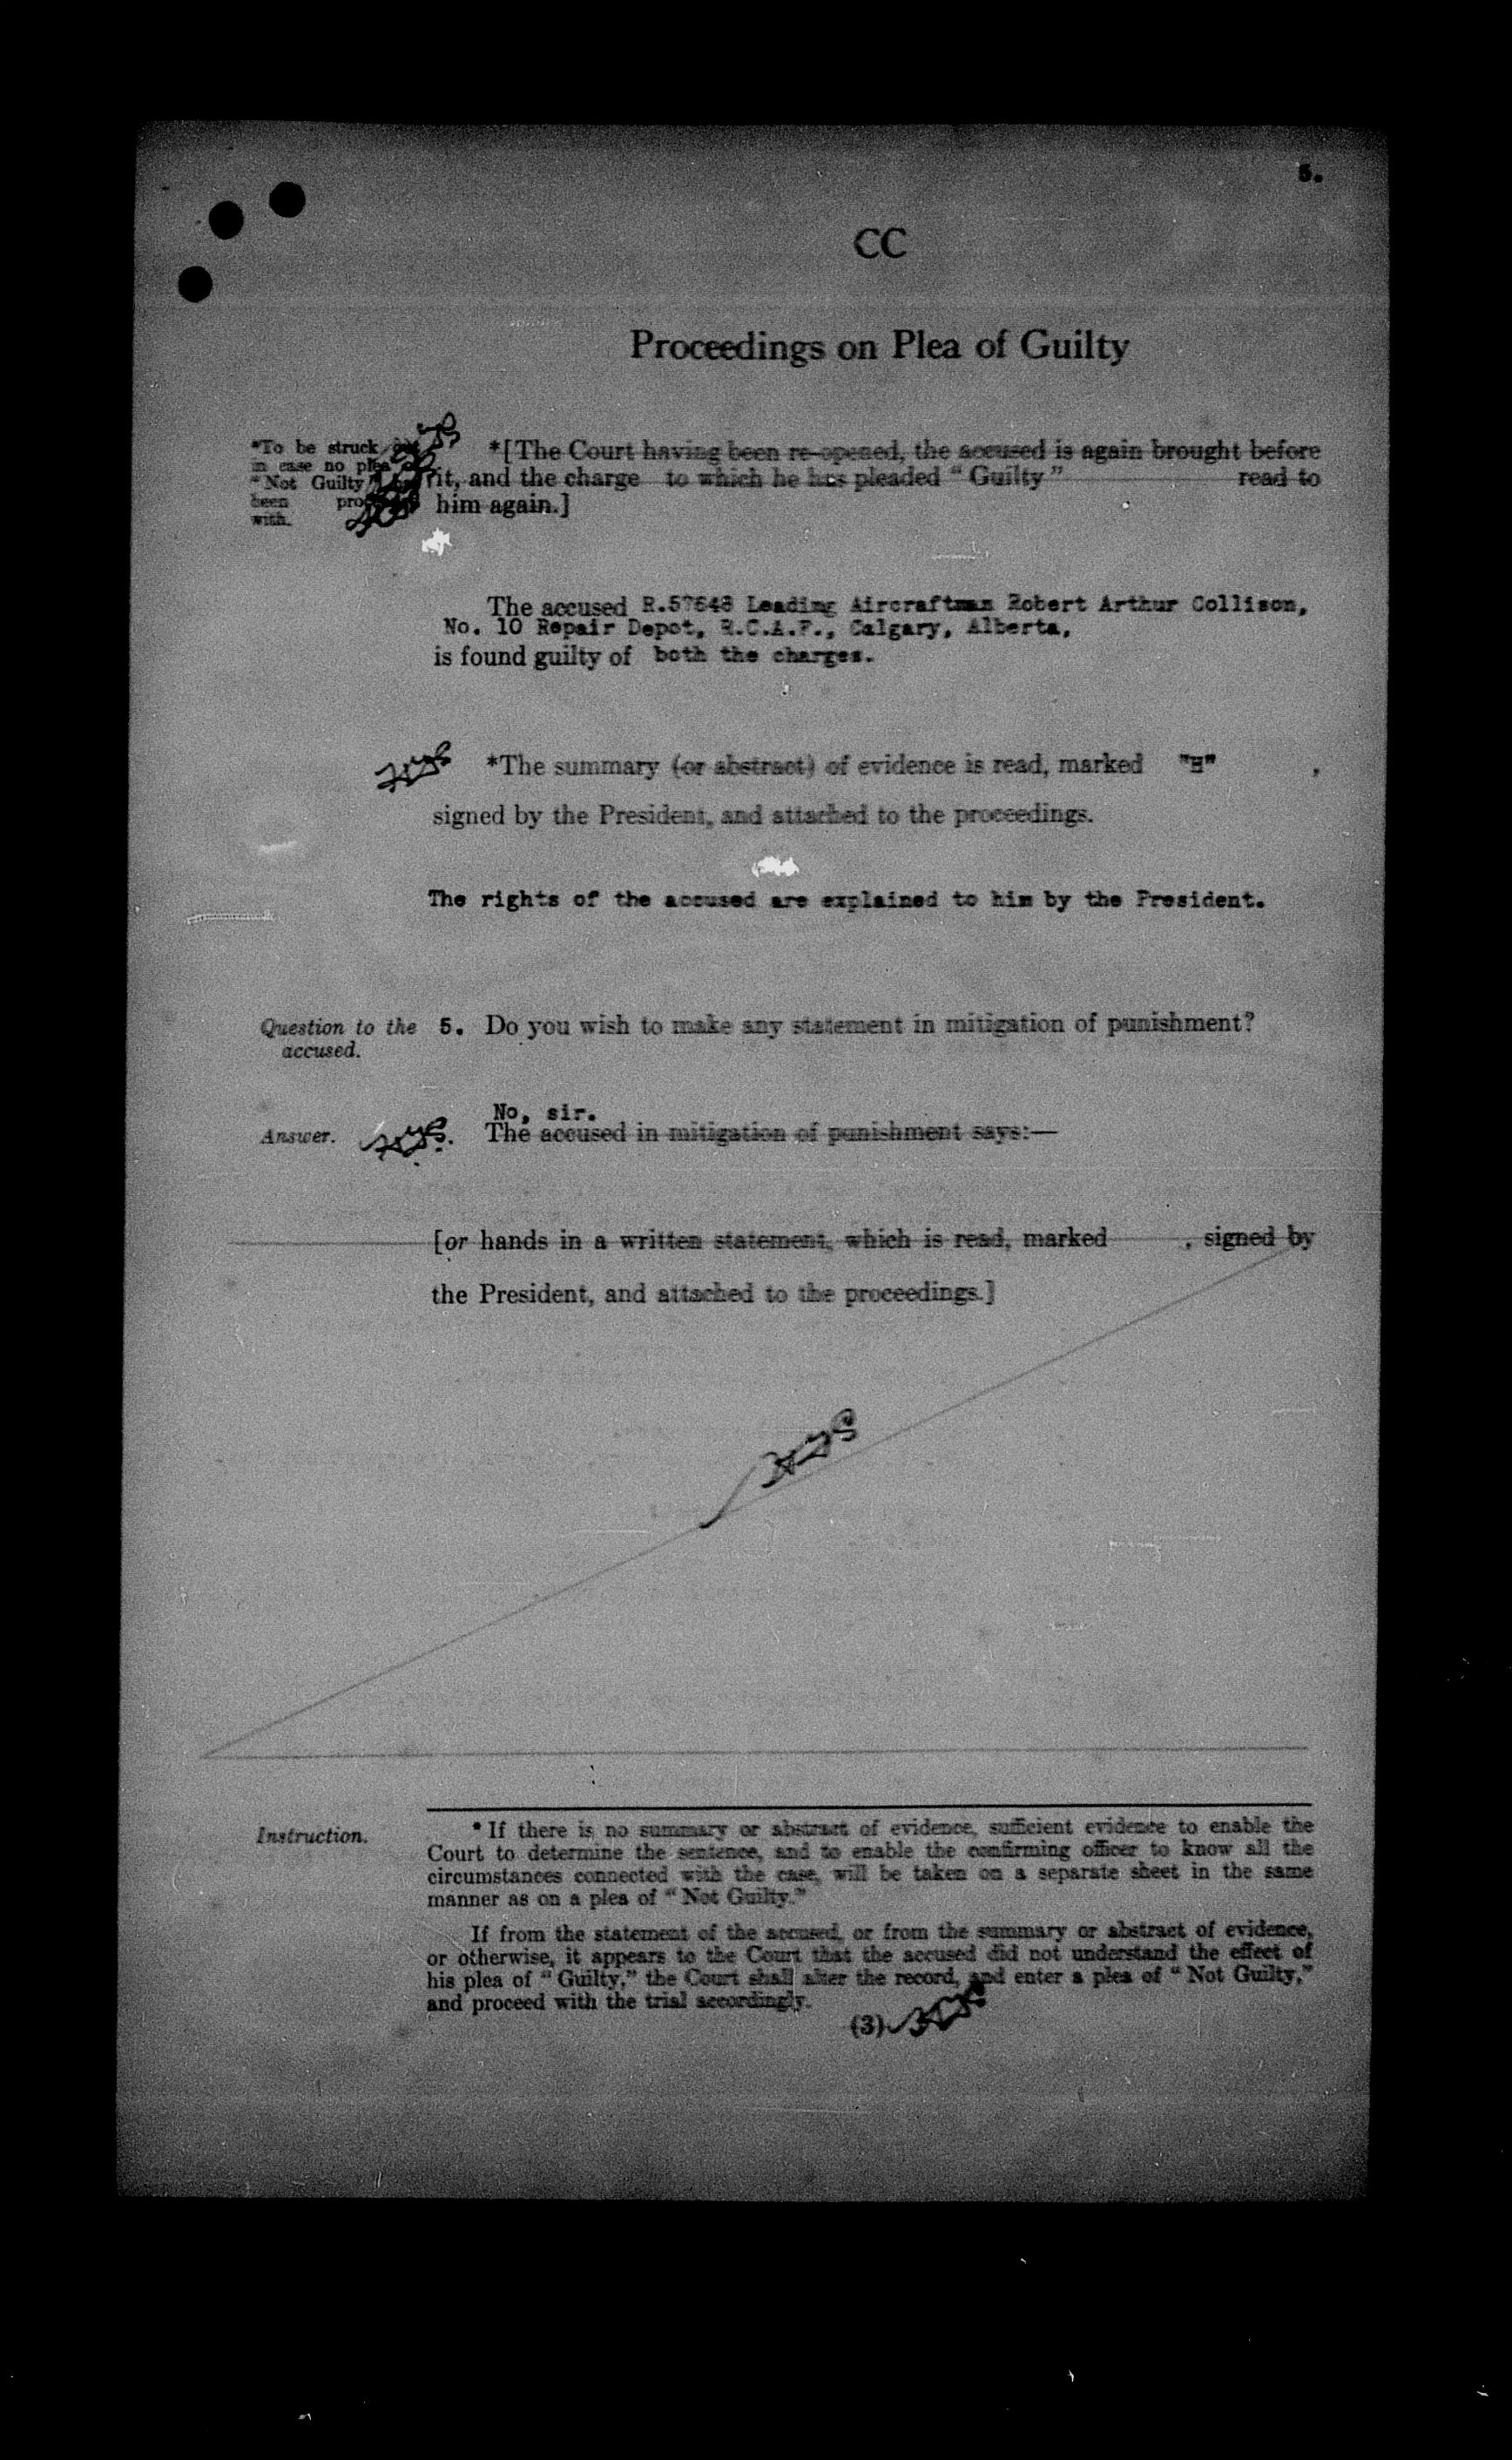 5.
CC
Proceedings on Plea of Guilty
*To be struck out
in case no plea of
"Not Guilty"
been
with.
*[The Court having been re-opened, the accused is again brought before
it, and the charge to which he has pleaded "Guilty" read to
him again.]
The accused R.57648 Leading Aircraftman Robert Arthur Collison,
No. 10 Repair Depot, R.C.A.F., Calgary, Alberta,
is found guilty of both the charges.
*The summary (or abstract) of evidence is read, marked ,
signed by the President, and attached to the proceedings.
The rights of the accused are explained to him by the President.
Question to the
accused.
5. Do you wish to make any statement in mitigation of punishment?
No, sir.
Answer.
The accused in mitigation of punishment says:—
[or hands in a written statement, which is read, marked , signed by
the President, and attached to the proceedings.]
Instruction.
* If there is no summary or abstract of evidence, sufficient evidence to enable the
Court to determine the sentence, and to enable the confirming officer to know all the
circumstances connected with the case, will be taken on a separate sheet in the same
manner as on a plea of "Not Guilty."
If from the statement of the accused, or from the summary or abstract of evidence,
or otherwise, it appears to the Court that the accused did not understand the effect of
his plea of "Guilty," the Court shall alter the record, and enter a plea of "Not Guilty,"
and proceed with the trial accordingly.
(3)